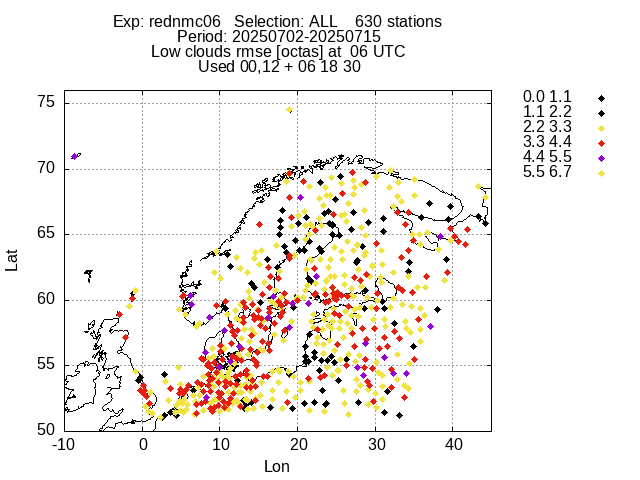 Exp: rednmc06 Selection: ALL 630 stations
Period: 20250702-20250715
Low clouds rmse [octas] at 06 UTC
Used 00,12 + 06 18 30
0.0 1.1
1.1 2.2
2.2 3.3
3.3 4.4
4.4 5.5
5.5 6.7
75
70
65
60
55
50
Lat
-10 0 10 20 30 40
Lon